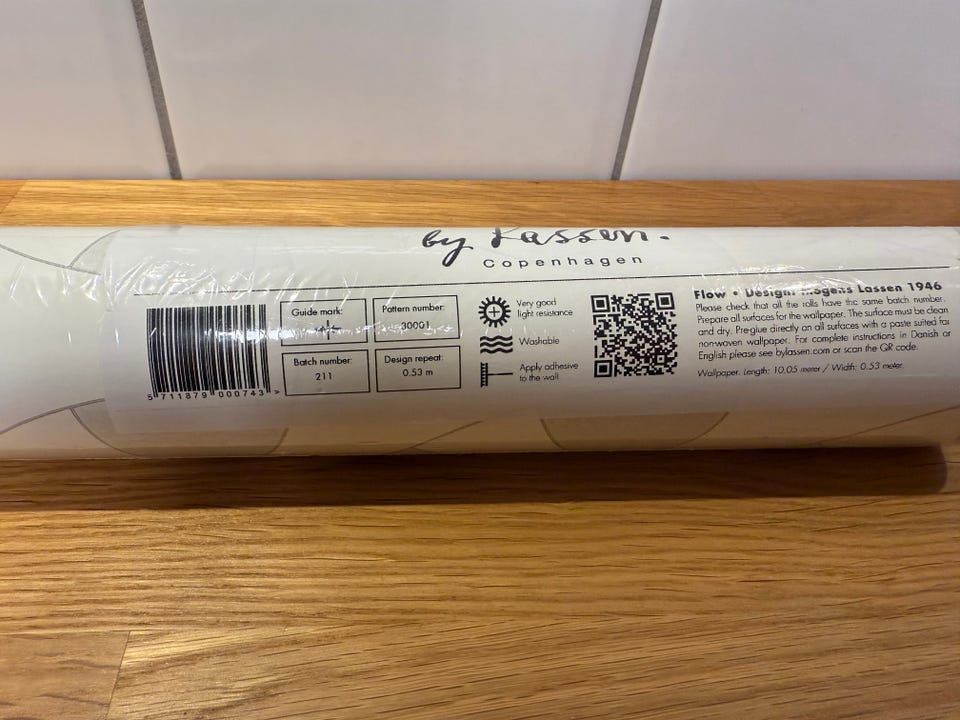 by Lassen.
Copenhagen
Guide mark:
Pattern number:
30001
Batch number:
211
Design repeat:
0.53 m
5 711879 000743 >
Very good
light resistance
Washable
Apply adhesive
to the wall
Flow • Design: Mogens Lassen 1946
Please check that all the rolls have the same batch number.
Prepare all surfaces for the wallpaper. The surface must be clean
and dry. Preglue directly on all surfaces with a paste suited for
non-woven wallpaper. For complete instructions in Danish or
English please see bylassen.com or scan the QR code.
Wallpaper. Length: 10.05 meter / Width: 0.53 meter.